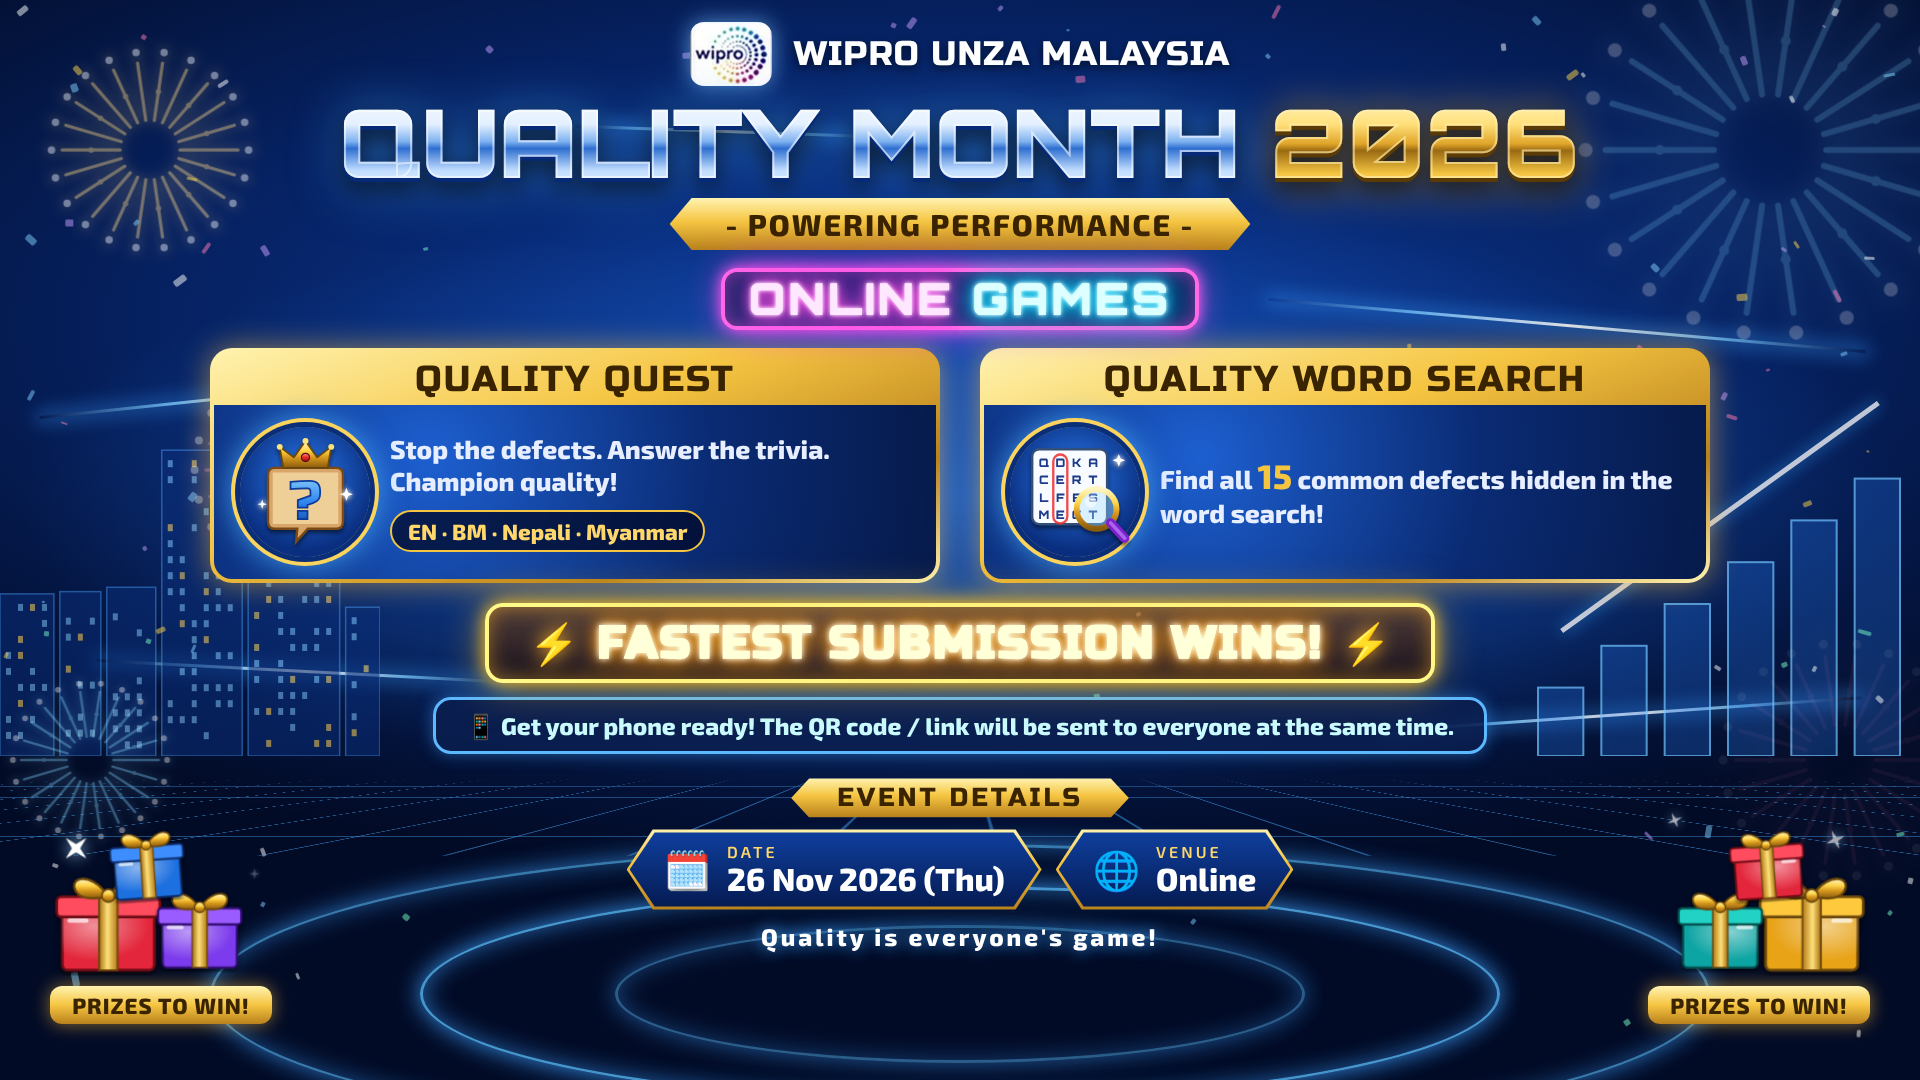 wipro
WIPRO UNZA MALAYSIA
QUALITY MONTH 2026
- POWERING PERFORMANCE -
ONLINE GAMES
QUALITY QUEST
?
Stop the defects. Answer the trivia.
Champion quality!
EN · BM · Nepali · Myanmar
QUALITY WORD SEARCH
Q D K A
C E R T
L F E S
M E C T
Find all 15 common defects hidden in the
word search!
⚡ FASTEST SUBMISSION WINS! ⚡
📱 Get your phone ready! The QR code / link will be sent to everyone at the same time.
EVENT DETAILS
DATE
26 Nov 2026 (Thu)
VENUE
Online
Quality is everyone's game!
PRIZES TO WIN!
PRIZES TO WIN!